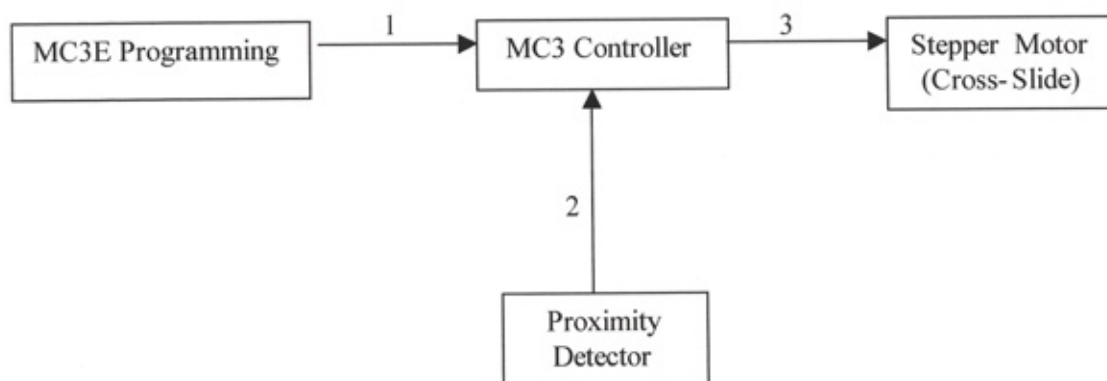 1
3
MC3E Programming
MC3 Controller
Stepper Motor
(Cross-Slide)
2
Proximity
Detector